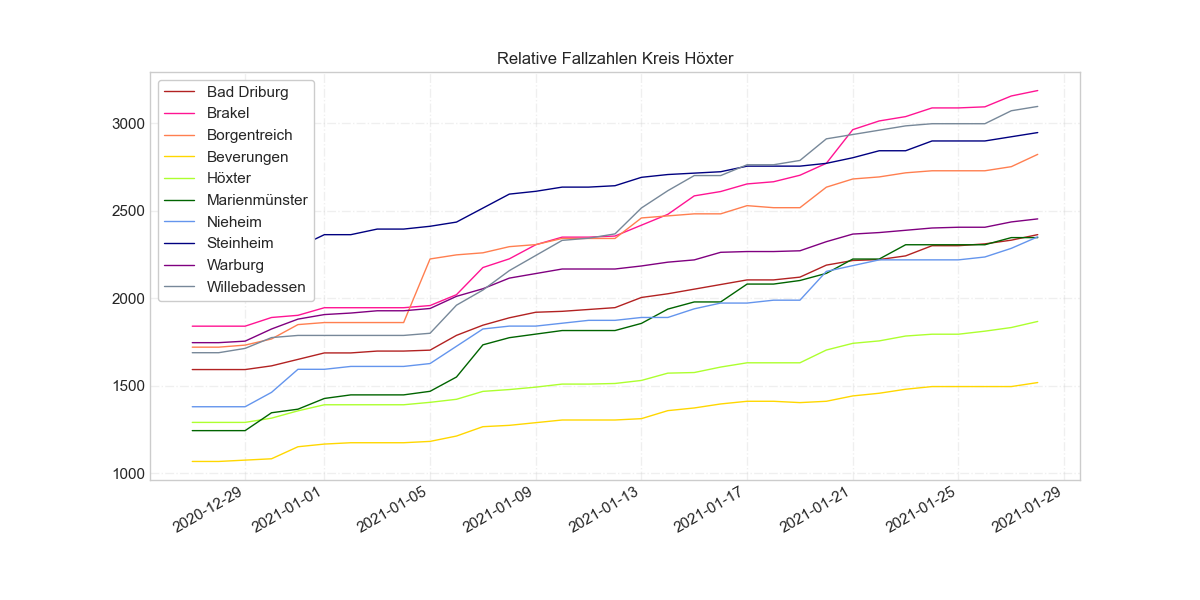 Relative Fallzahlen Kreis Höxter
Bad Driburg
Brakel
Borgentreich
Beverungen
Höxter
Marienmünster
Nieheim
Steinheim
Warburg
Willebadessen
3000
2500
2000
1500
1000
2020-12-29
2021-01-01
2021-01-05
2021-01-09
2021-01-13
2021-01-17
2021-01-21
2021-01-25
2021-01-29